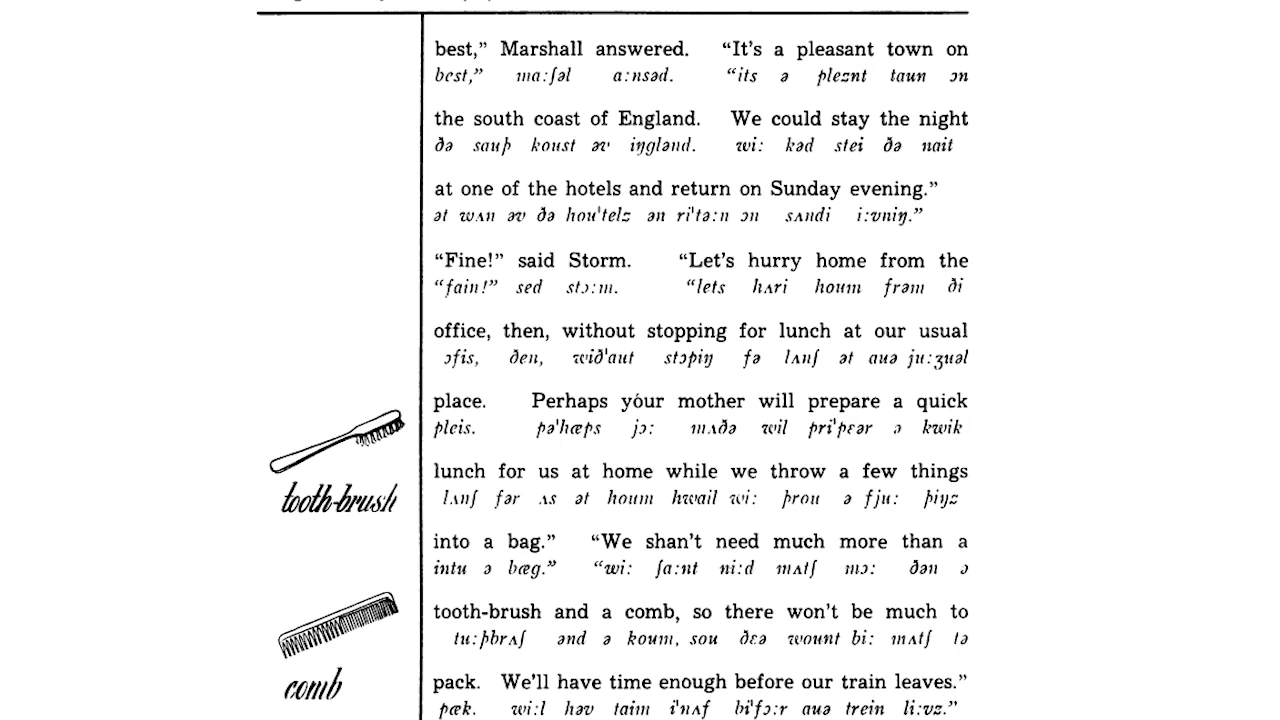 best,” Marshall answered. “It’s a pleasant town on
best,” ma:ʃəl a:nsəd. “its ə pleznt taun ɔn
the south coast of England. We could stay the night
ðə sauþ koust əv iŋglənd. wi: kəd stei ðə nait
at one of the hotels and return on Sunday evening.”
ət wʌn əv ðə hou'telz ən ri'tə:n ɔn sʌndi i:vniŋ.”
“Fine!” said Storm. “Let’s hurry home from the
“fain!” sed stɔ:m. “lets hʌri houm frəm ði
office, then, without stopping for lunch at our usual
ɔfis, ðen, wið'aut stɔpiŋ fə lʌnʃ ət auə ju:ʒuəl
place. Perhaps your mother will prepare a quick
pleis. pə'hæps jɔ: mʌðə wil pri'pɛər ə kwik
tooth-brush
lunch for us at home while we throw a few things
lʌnʃ fər ʌs ət houm hwail wi: þrou ə fju: þiŋz
into a bag.” “We shan’t need much more than a
intu ə bæg.” “wi: ʃa:nt ni:d mʌtʃ mɔ: ðən ə
tooth-brush and a comb, so there won’t be much to
tu:þbrʌʃ ənd ə koum, sou ðɛə wount bi: mʌtʃ tə
comb
pack. We’ll have time enough before our train leaves.”
pæk. wi:l həv taim i'nʌf bi'fɔ:r auə trein li:vz.”